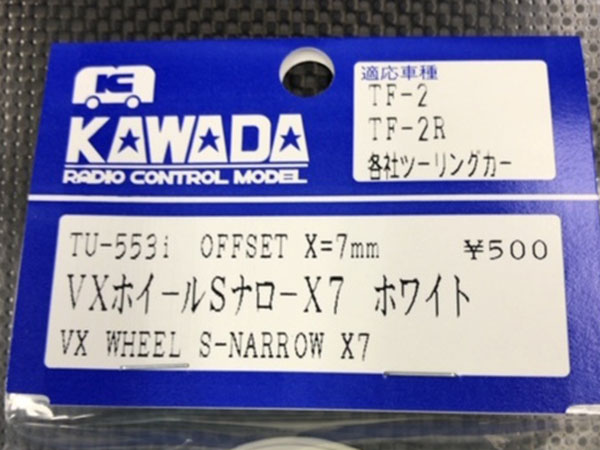 KAWADA
RADIO CONTROL MODEL
適応車種
TF-2
TF-2R
各社ツーリングカー
TU-553i OFFSET X=7mm ¥500
VXホイールSナローX7 ホワイト
VX WHEEL S-NARROW X7